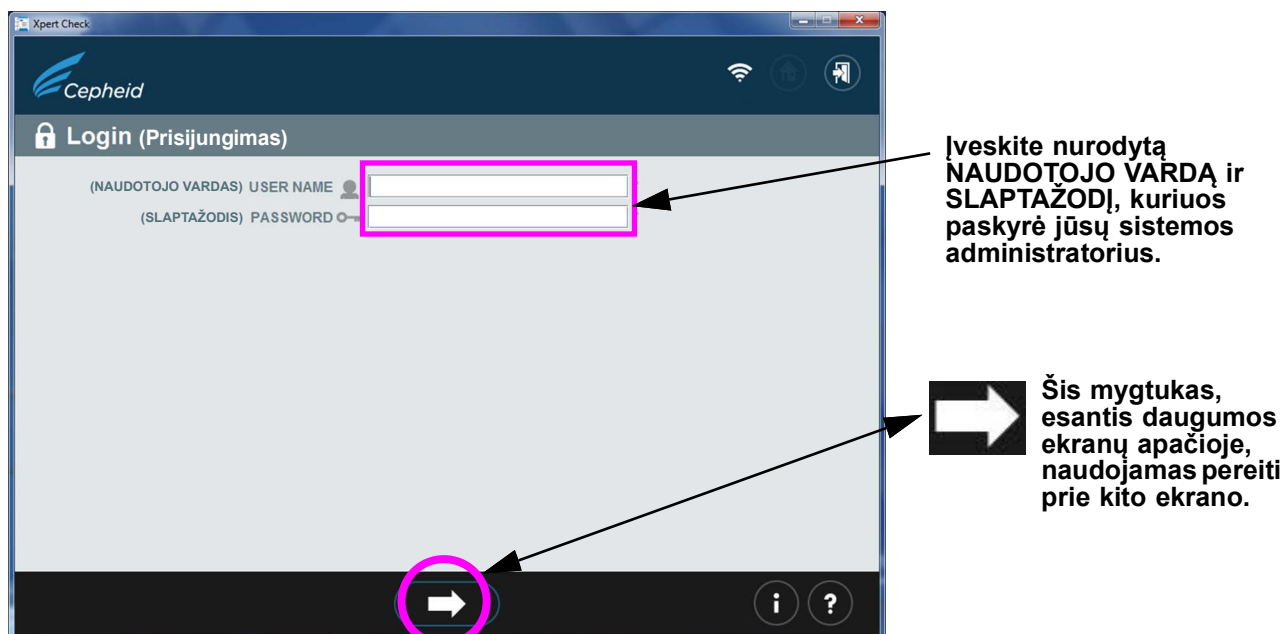 Xpert Check
Cepheid
Login (Prisijungimas)
(NAUDOTOJO VARDAS) USER NAME
(SLAPTAŽODIS) PASSWORD
Įveskite nurodytą
NAUDOTOJO VARDĄ ir
SLAPTAŽODĮ, kuriuos
paskyrė jūsų sistemos
administratorius.
Šis mygtukas,
esantis daugumos
ekranų apačioje,
naudojamas pereiti
prie kito ekrano.
i ?